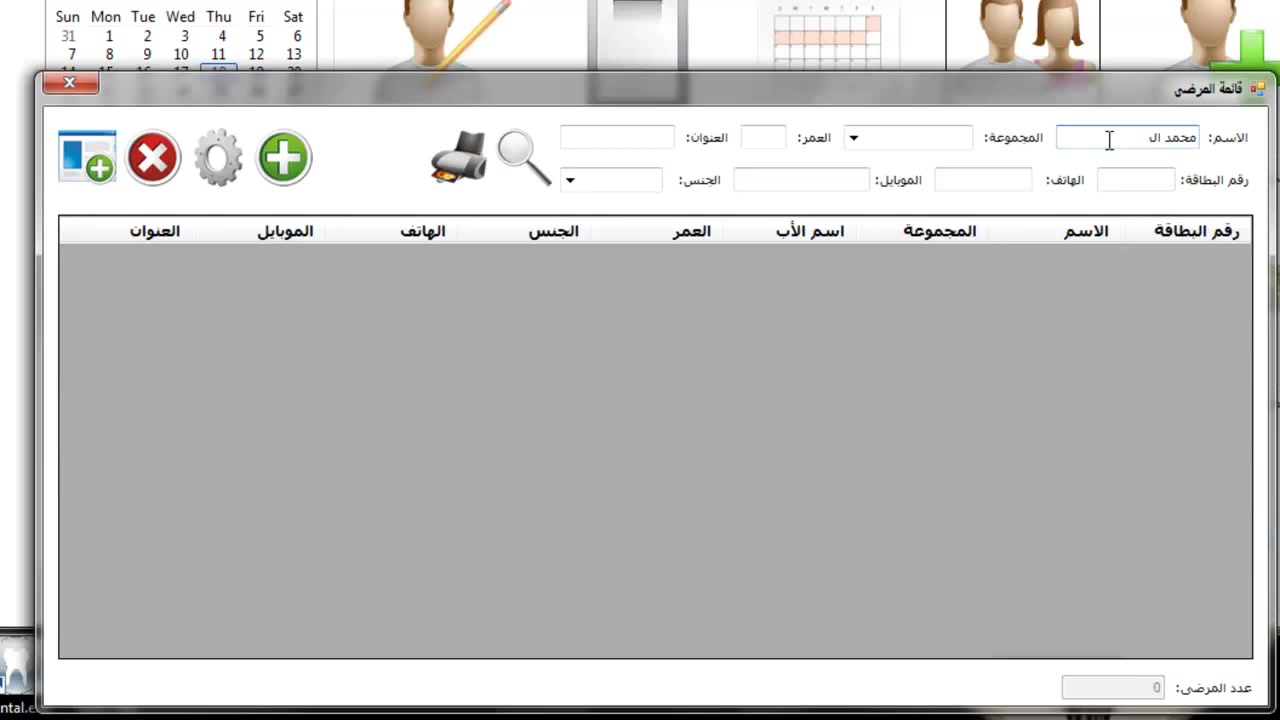 Sun Mon Tue Wed Thu Fri Sat
31 1 2 3 4 5 6
7 8 9 10 11 12 13
S M T W T F S
قائمة المرضى
الاسم: محمد ال المجموعة: العمر: العنوان:
رقم البطاقة: الهاتف: الموبايل: الجنس:
رقم البطاقة الاسم المجموعة اسم الأب العمر الجنس الهاتف الموبايل العنوان
عدد المرضى: 0
ntal.e